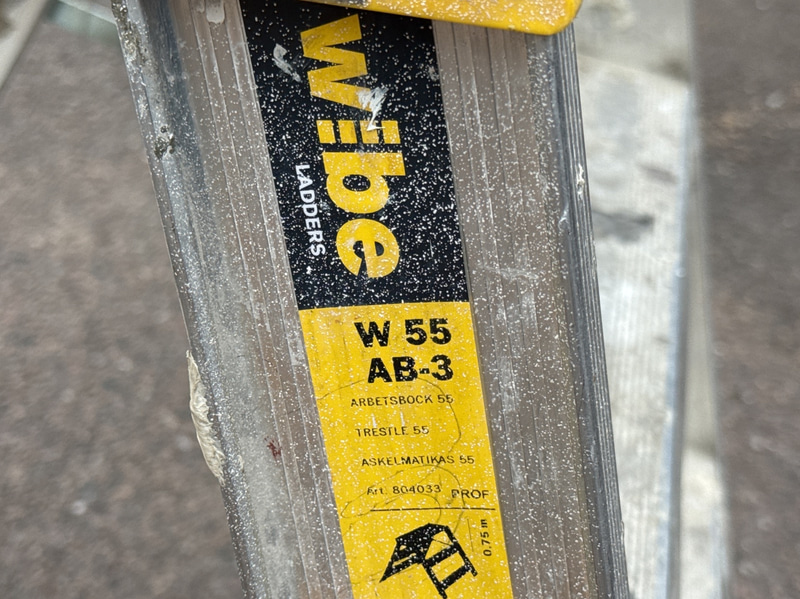 wibe
LADDERS
W 55
AB-3
ARBETSBOCK 55
TRESTLE 55
ASKELMATIKAS 55
Art. 804033 PROF
0.75 m